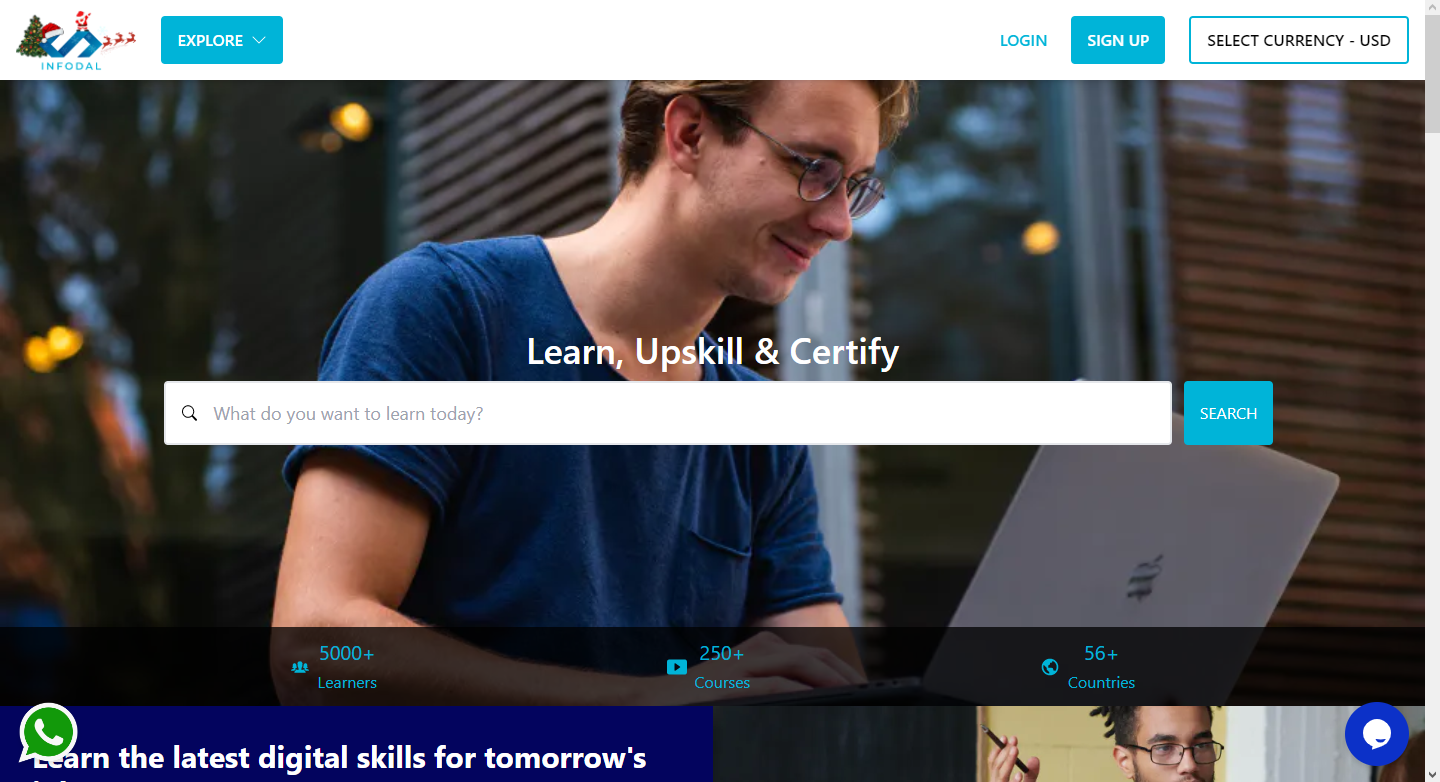 INFODAL
EXPLORE
LOGIN
SIGN UP
SELECT CURRENCY - USD
Learn, Upskill & Certify
What do you want to learn today?
SEARCH
5000+
Learners
250+
Courses
56+
Countries
Learn the latest digital skills for tomorrow's